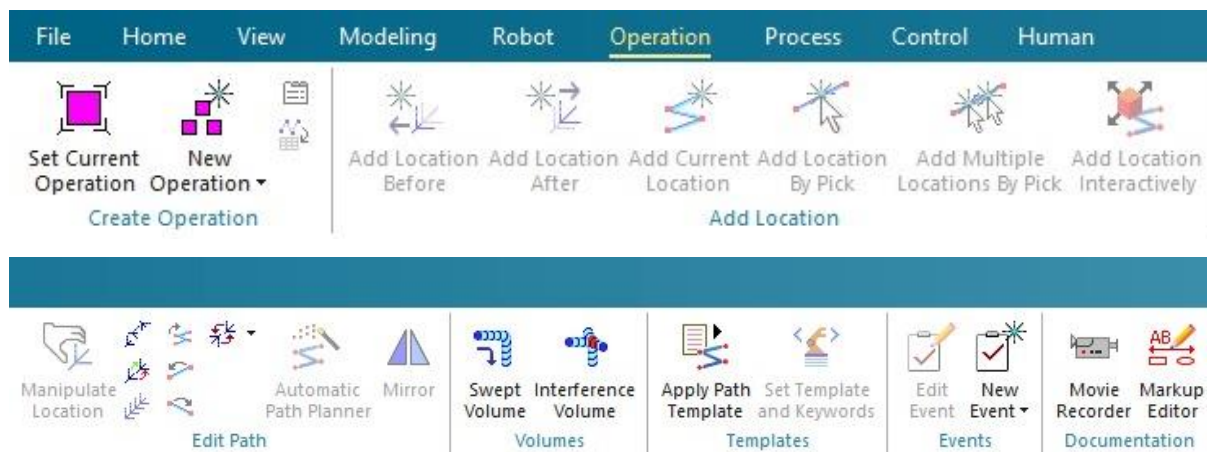 File Home View Modeling Robot Operation Process Control Human
Set Current Operation
New Operation
Add Location Before
Add Location After
Add Current Location
Add Location By Pick
Add Multiple Locations By Pick
Add Location Interactively
Create Operation
Add Location
Manipulate Location
Automatic Path Planner
Mirror
Swept Volume
Interference Volume
Apply Path Template
Set Template and Keywords
Edit Event
New Event
Movie Recorder
AB
Markup Editor
Edit Path
Volumes
Templates
Events
Documentation